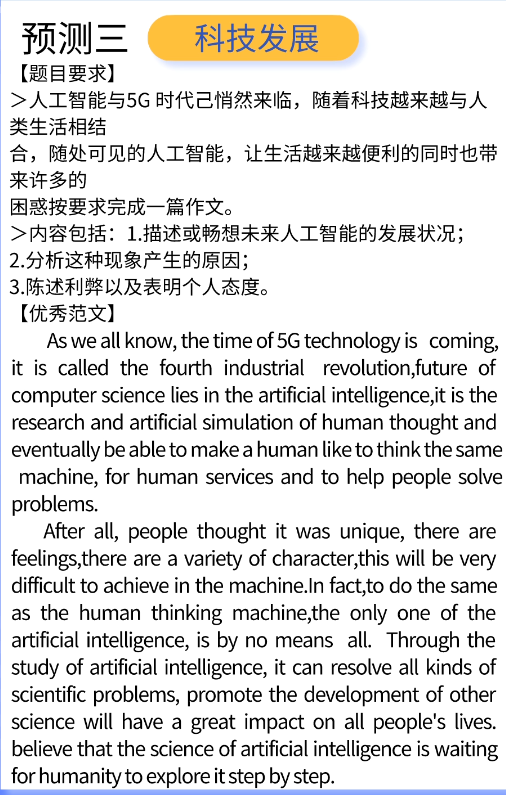 预测三 科技发展
【题目要求】
＞人工智能与5G 时代己悄然来临，随着科技越来越与人
类生活相结
合，随处可见的人工智能，让生活越来越便利的同时也带
来许多的
困惑按要求完成一篇作文。
＞内容包括：1.描述或畅想未来人工智能的发展状况；
2.分析这种现象产生的原因；
3.陈述利弊以及表明个人态度。
【优秀范文】
As we all know, the time of 5G technology is coming,
it is called the fourth industrial revolution,future of
computer science lies in the artificial intelligence,it is the
research and artificial simulation of human thought and
eventually be able to make a human like to think the same
machine, for human services and to help people solve
problems.
After all, people thought it was unique, there are
feelings,there are a variety of character,this will be very
difficult to achieve in the machine.In fact,to do the same
as the human thinking machine,the only one of the
artificial intelligence, is by no means all. Through the
study of artificial intelligence, it can resolve all kinds of
scientific problems, promote the development of other
science will have a great impact on all people's lives.
believe that the science of artificial intelligence is waiting
for humanity to explore it step by step.